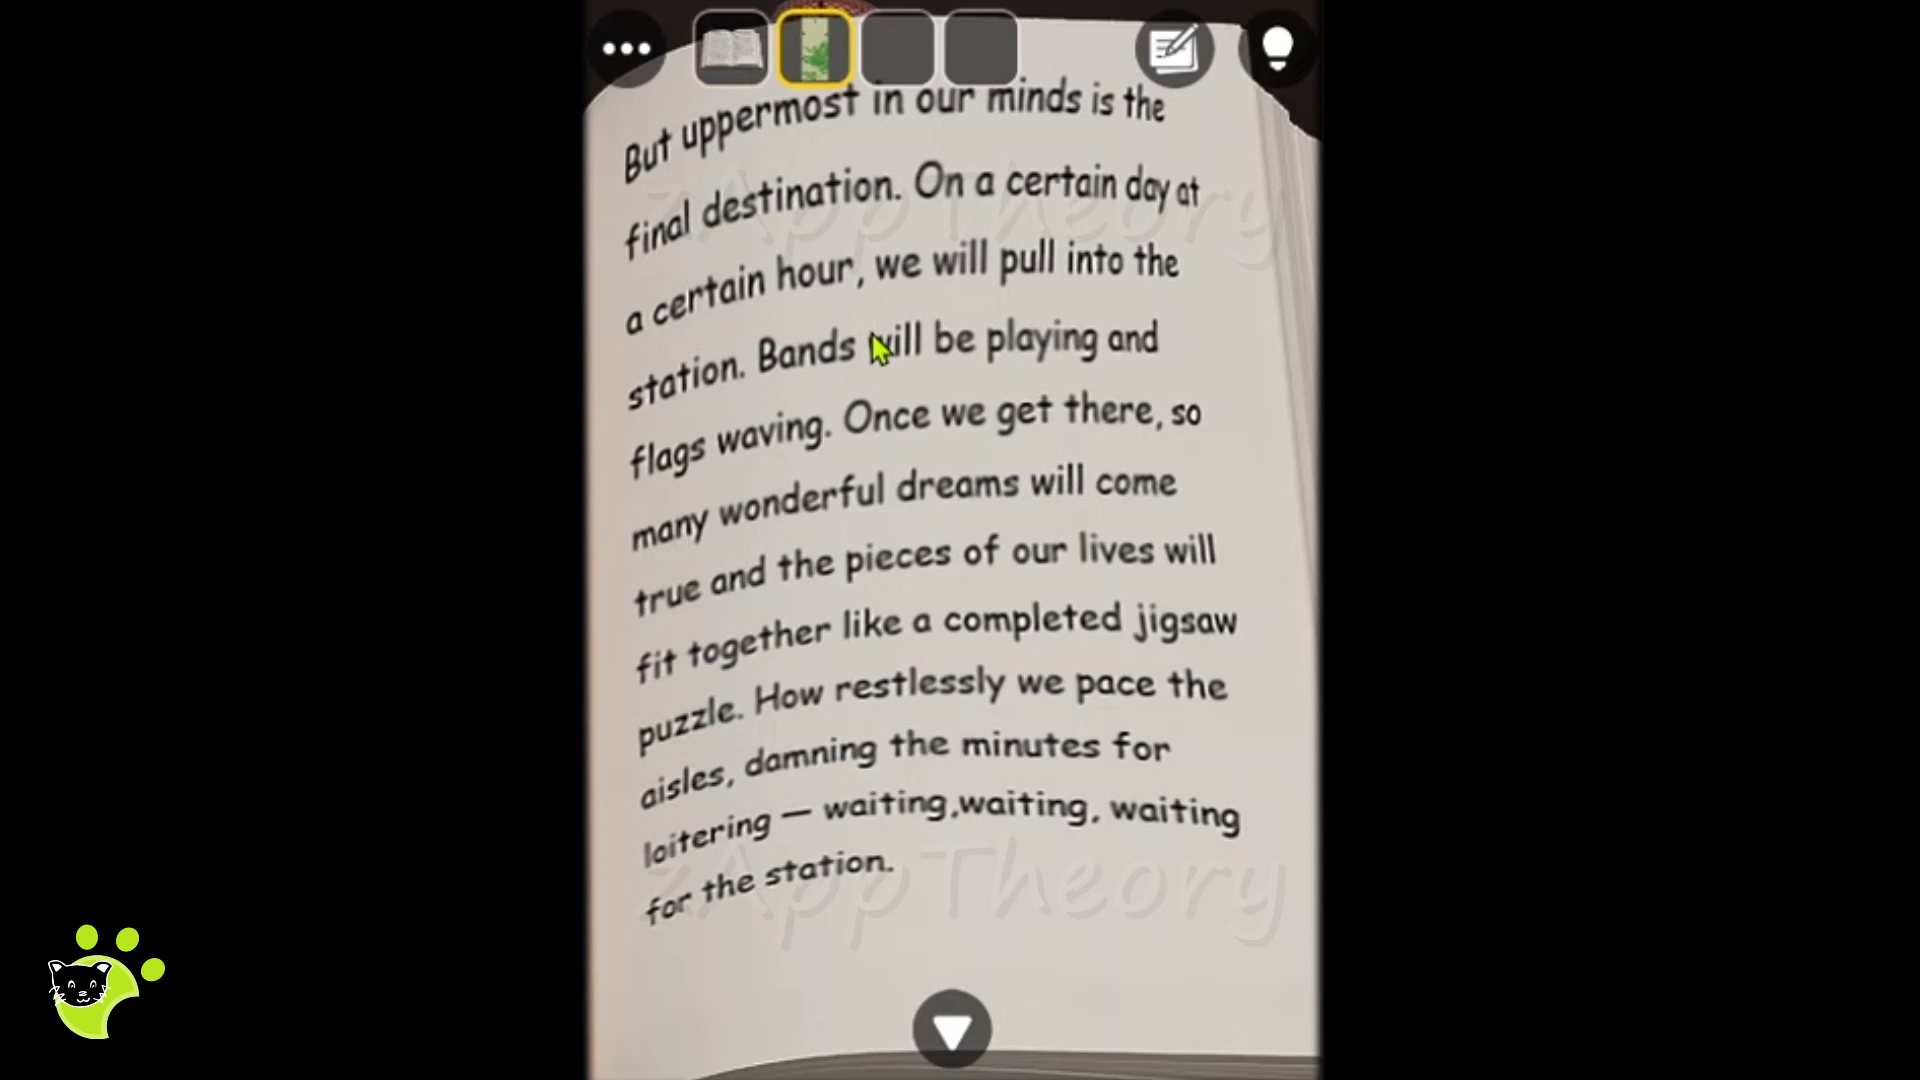 But uppermost in our minds is the
final destination. On a certain day at
a certain hour, we will pull into the
station. Bands will be playing and
flags waving. Once we get there, so
many wonderful dreams will come
true and the pieces of our lives will
fit together like a completed jigsaw
puzzle. How restlessly we pace the
aisles, damning the minutes for
loitering — waiting,waiting, waiting
for the station.
zAppTheory
zAppTheory